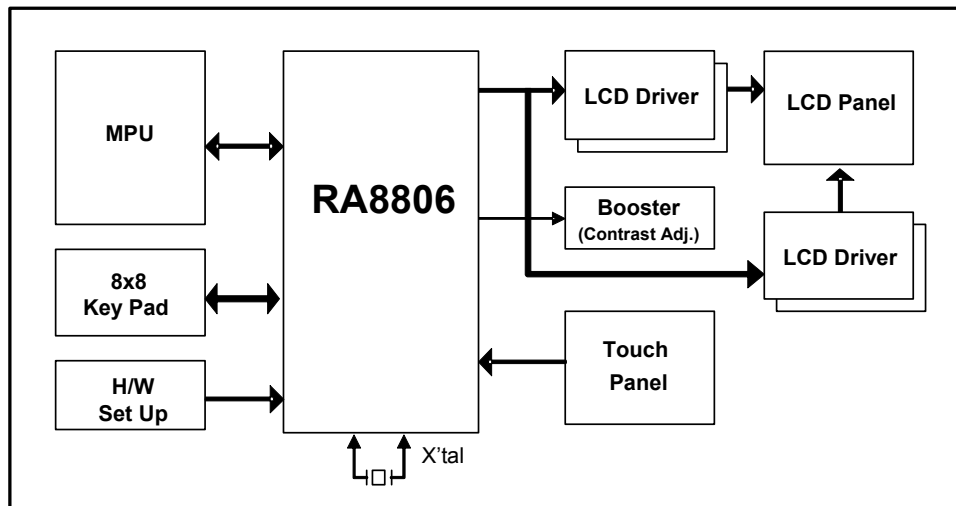 MPU
8x8
Key Pad
H/W
Set Up
RA8806
X'tal
LCD Driver
LCD Panel
Booster
(Contrast Adj.)
LCD Driver
Touch
Panel